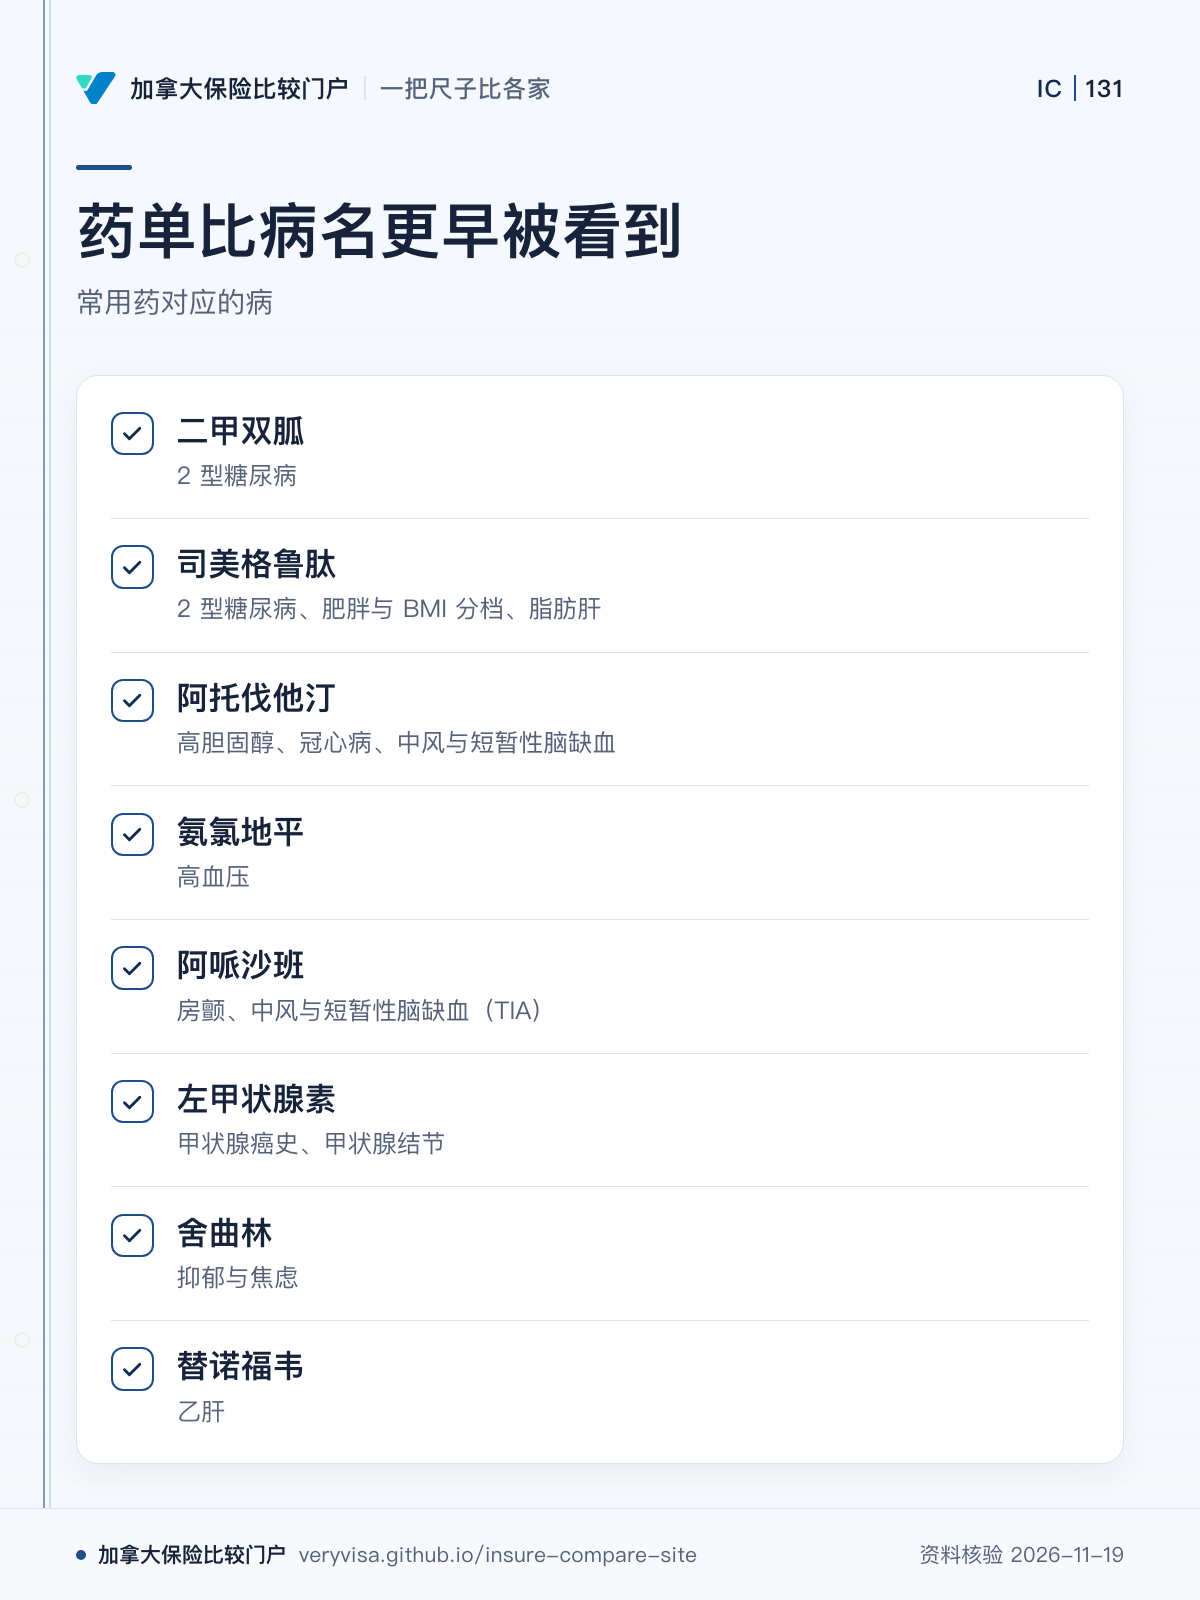 加拿大保险比较门户 一把尺子比各家
IC 131
药单比病名更早被看到
常用药对应的病
二甲双胍
2 型糖尿病
司美格鲁肽
2 型糖尿病、肥胖与 BMI 分档、脂肪肝
阿托伐他汀
高胆固醇、冠心病、中风与短暂性脑缺血
氨氯地平
高血压
阿哌沙班
房颤、中风与短暂性脑缺血（TIA）
左甲状腺素
甲状腺癌史、甲状腺结节
舍曲林
抑郁与焦虑
替诺福韦
乙肝
加拿大保险比较门户 veryvisa.github.io/insure-compare-site
资料核验 2026-11-19